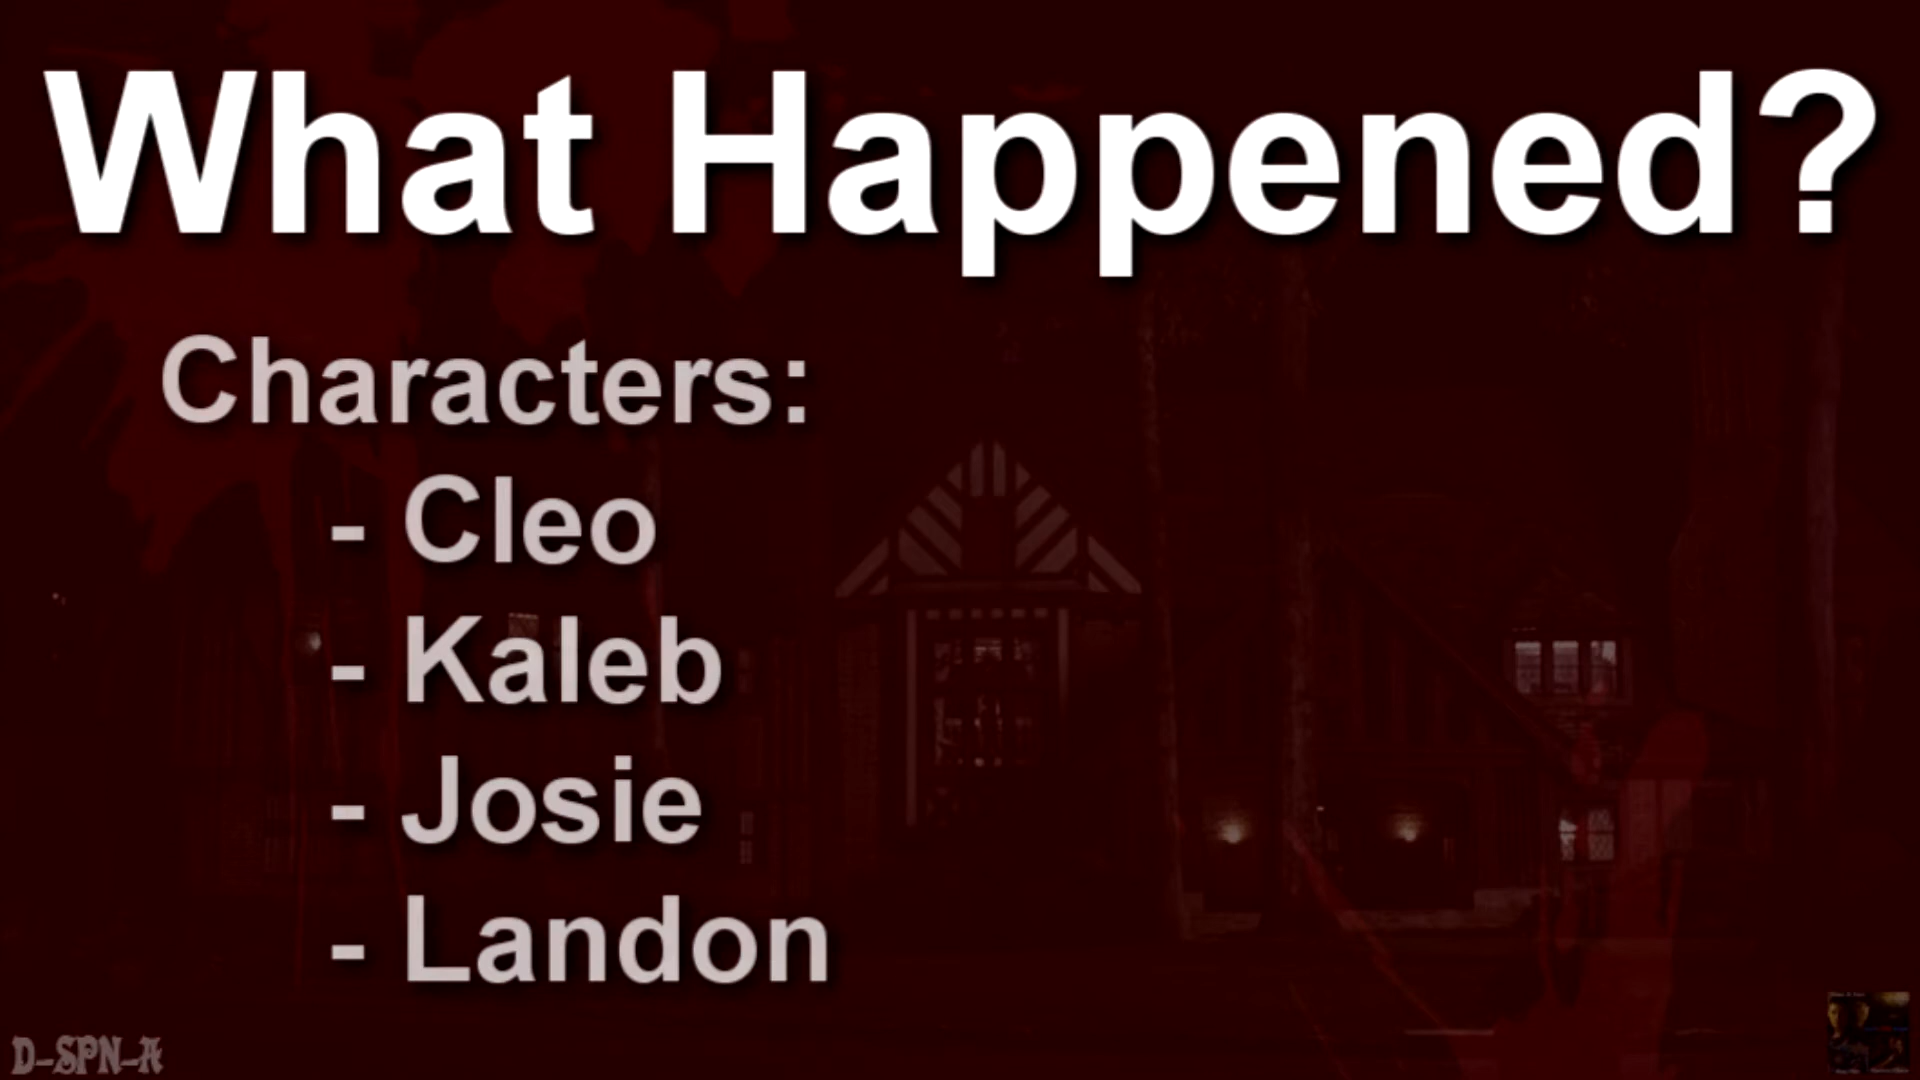 What Happened?
Characters:
- Cleo
- Kaleb
- Josie
- Landon
D-SPN-A